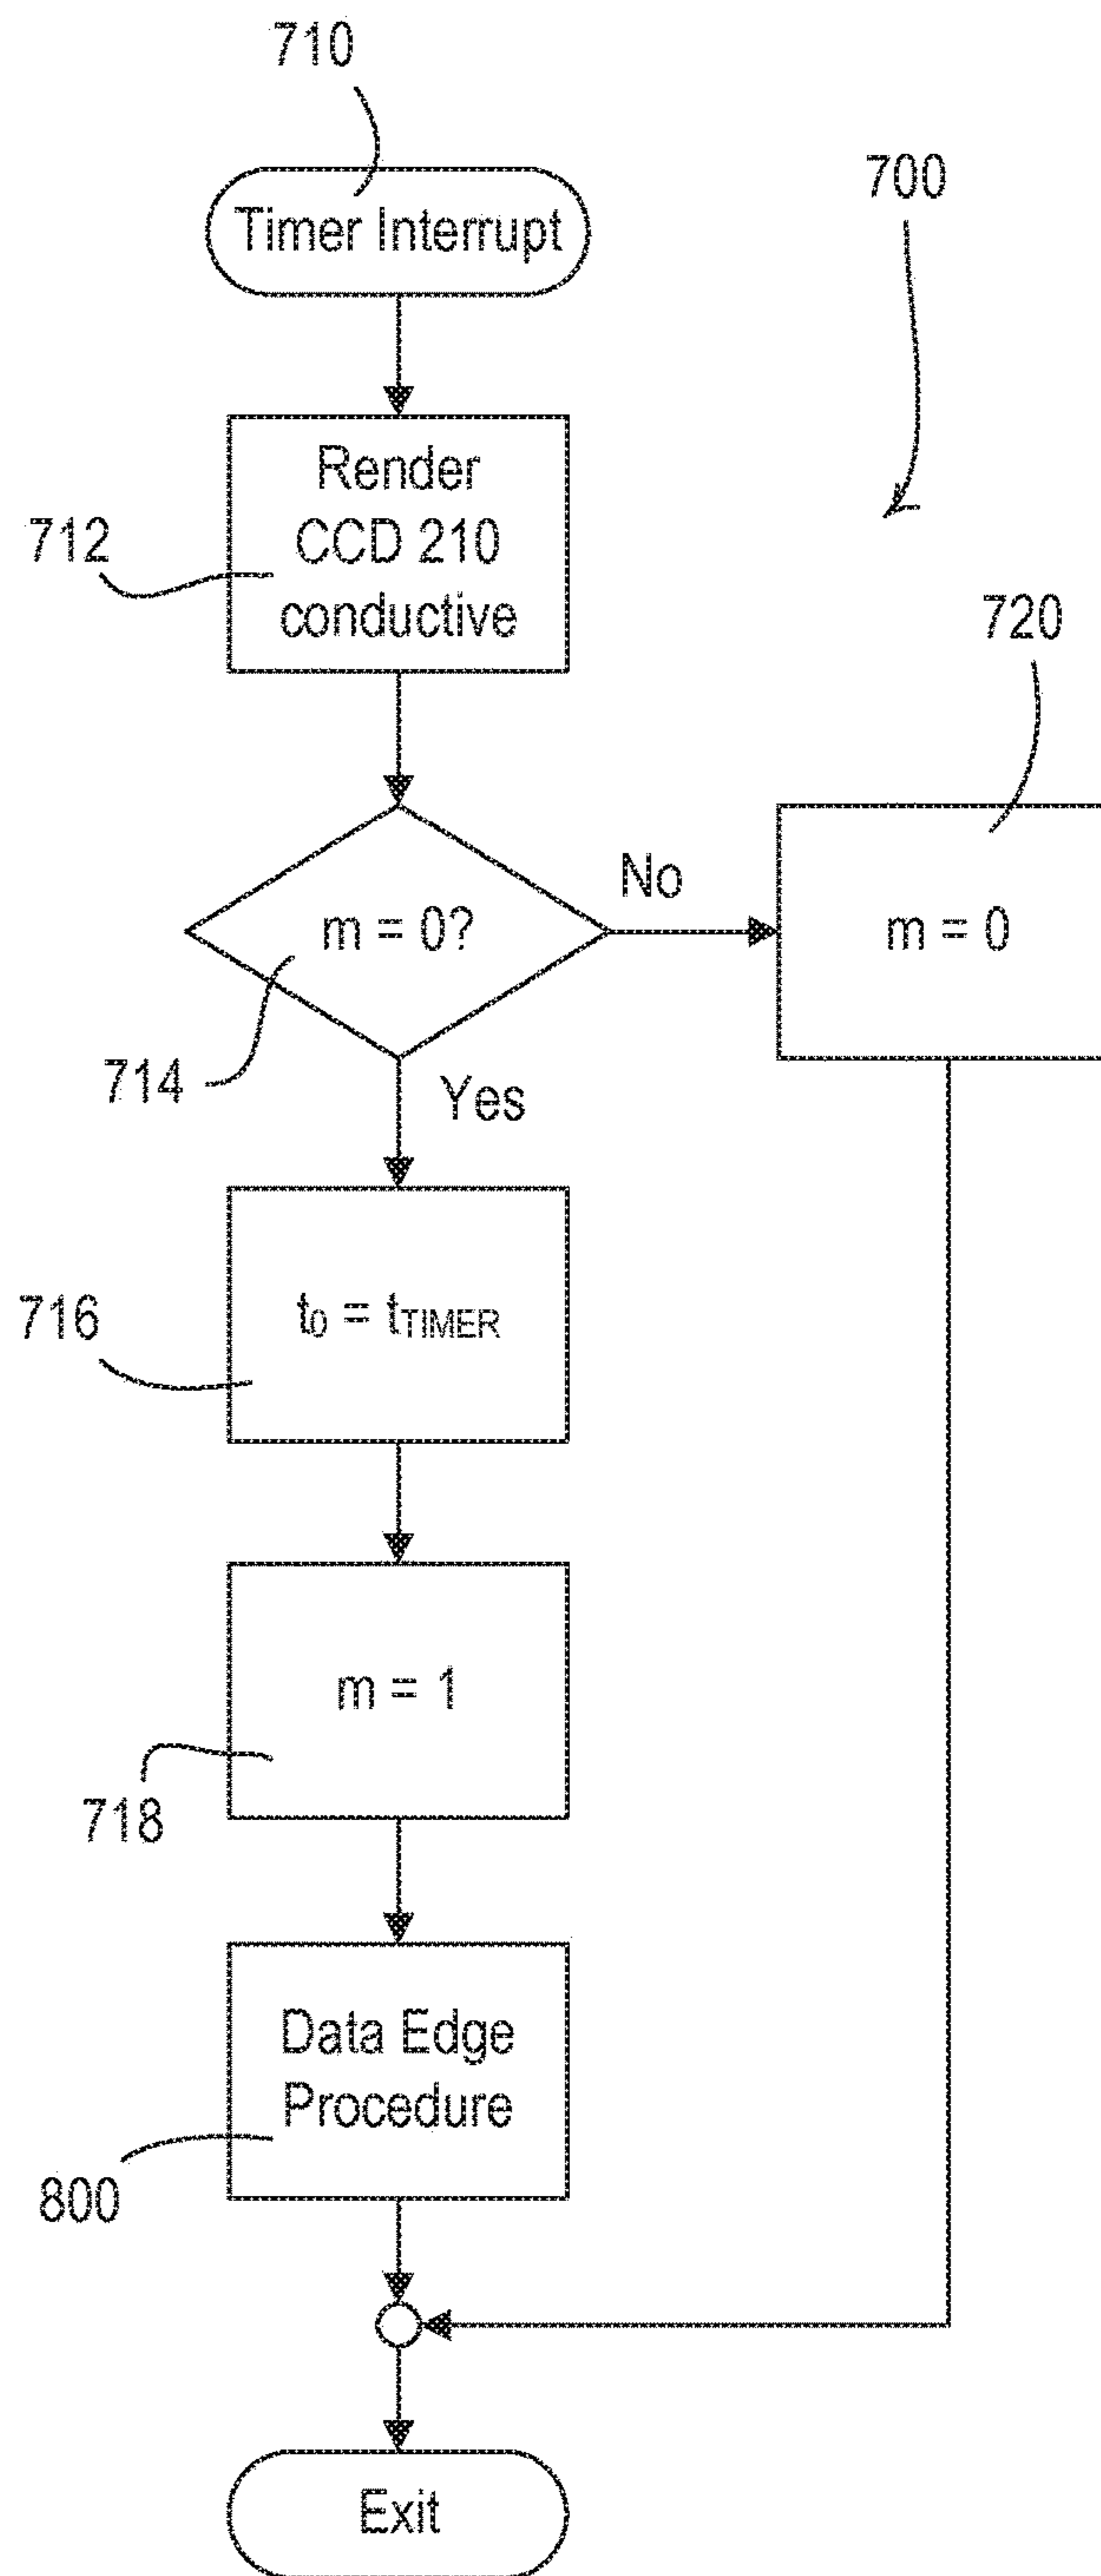 710
Timer Interrupt
700
Render
CCD 210
conductive
712
720
m = 0?
No
m = 0
714
Yes
t₀ = tTIMER
716
m = 1
718
Data Edge
Procedure
800
Exit